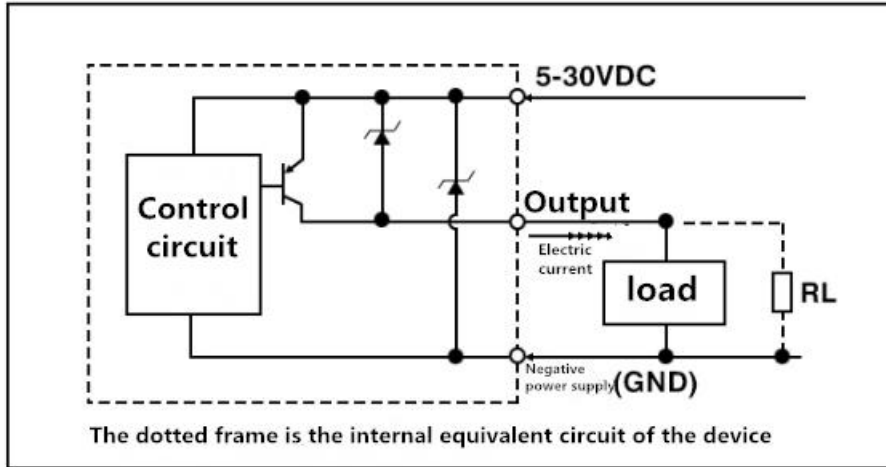 5-30VDC
Control
circuit
Output
Electric
current
load
RL
Negative
power supply
(GND)
The dotted frame is the internal equivalent circuit of the device